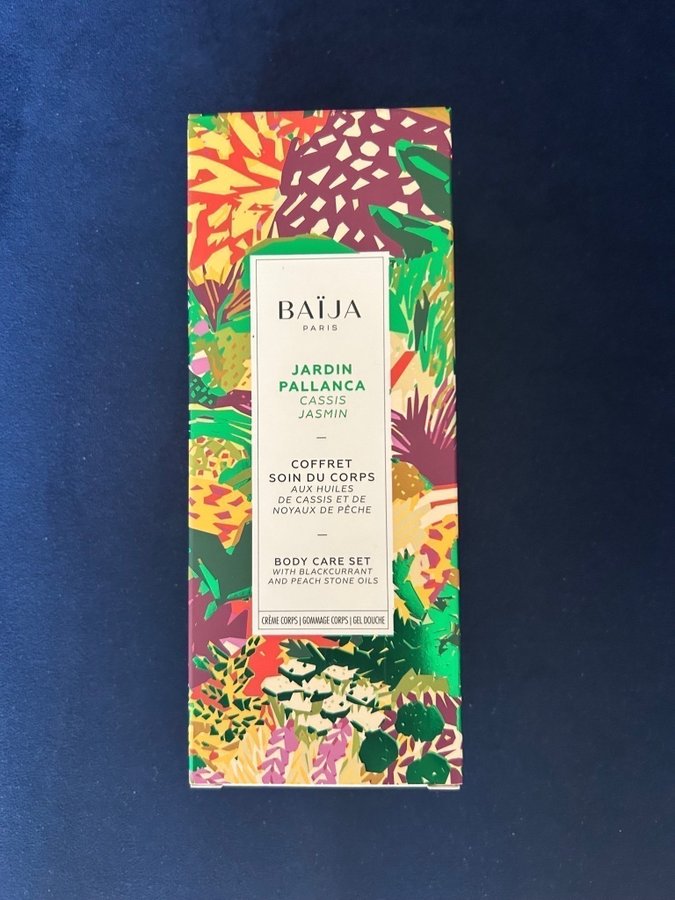 BAÏJA
PARIS
JARDIN
PALLANCA
CASSIS
JASMIN
—
COFFRET
SOIN DU CORPS
AUX HUILES
DE CASSIS ET DE
NOYAUX DE PÊCHE
—
BODY CARE SET
WITH BLACKCURRANT
AND PEACH STONE OILS
CRÈME CORPS | GOMMAGE CORPS | GEL DOUCHE